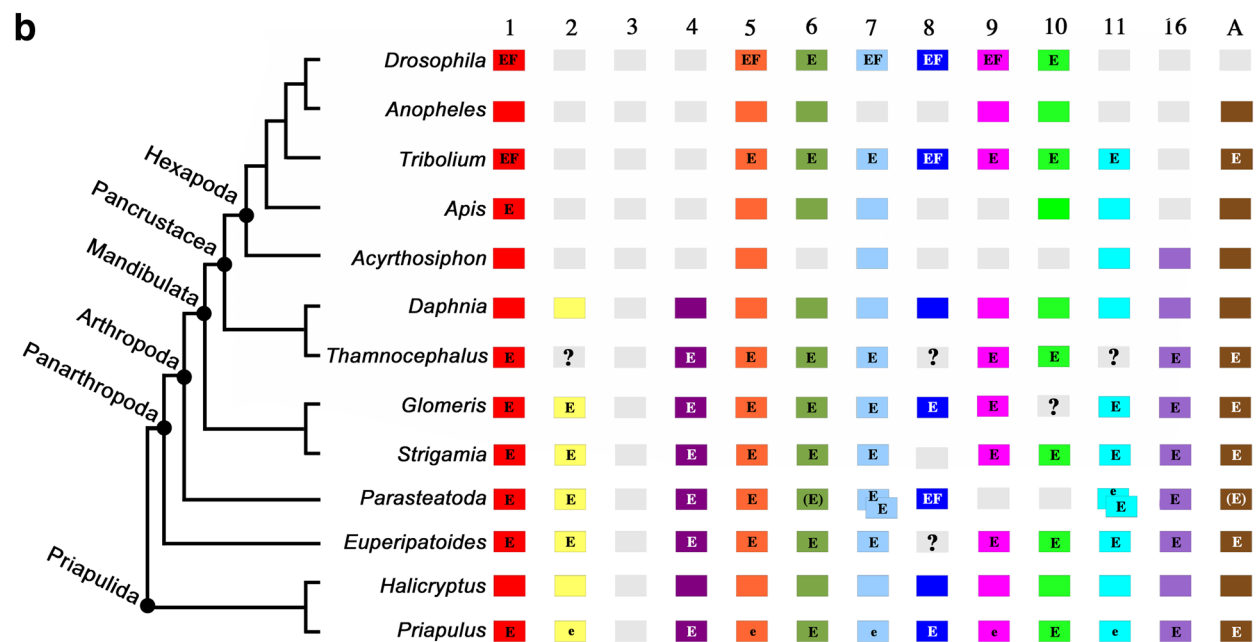 b
1 2 3 4 5 6 7 8 9 10 11 16 A
Drosophila EF EF E EF EF EF E
Anopheles
Hexapoda
Tribolium EF E E E EF E E E E
Pancrustacea
Apis E
Mandibulata
Acyrthosiphon
Arthropoda
Daphnia
Panarthropoda
Thamnocephalus E ? E E E E ? E E ? E E
Glomeris E E E E E E E E ? E E E
Strigamia E E E E E E E E E E E
Parasteatoda E E E E (E) E E EF e E E (E)
Euperipatoides E E E E E E ? E E E E E
Priapulida
Halicryptus
Priapulus E e E e E e E e E e E E